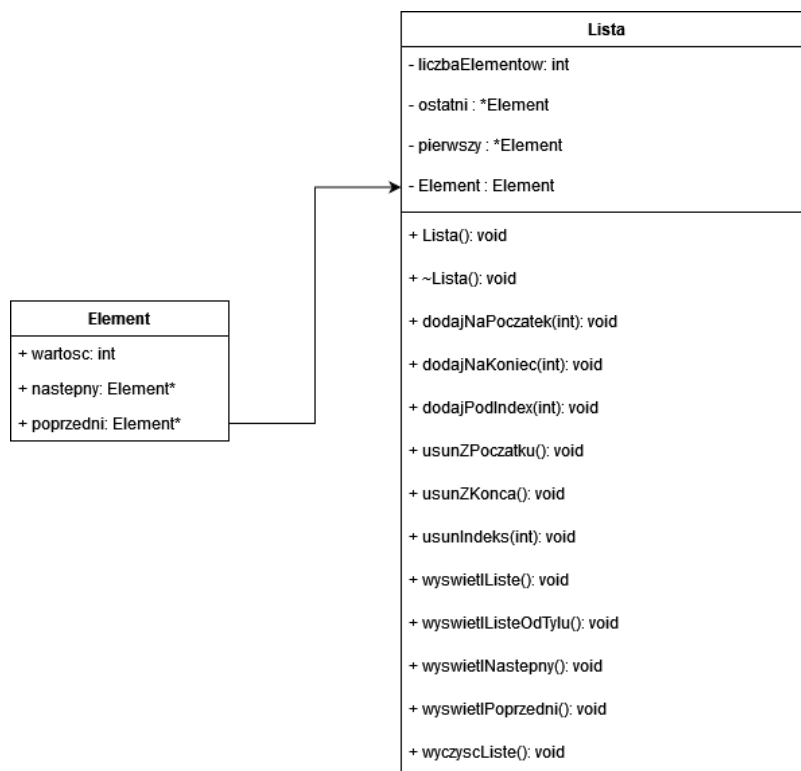 Lista
- liczbaElementow: int
- ostatni : *Element
- pierwszy : *Element
- Element : Element
+ Lista(): void
+ ~Lista(): void
+ dodajNaPoczatek(int): void
+ dodajNaKoniec(int): void
+ dodajPodIndex(int): void
+ usunZPoczatku(): void
+ usunZKonca(): void
+ usunIndeks(int): void
+ wyswietlListe(): void
+ wyswietlListeOdTylu(): void
+ wyswietlNastepny(): void
+ wyswietlPoprzedni(): void
+ wyczyscListe(): void
Element
+ wartosc: int
+ nastepny: Element*
+ poprzedni: Element*